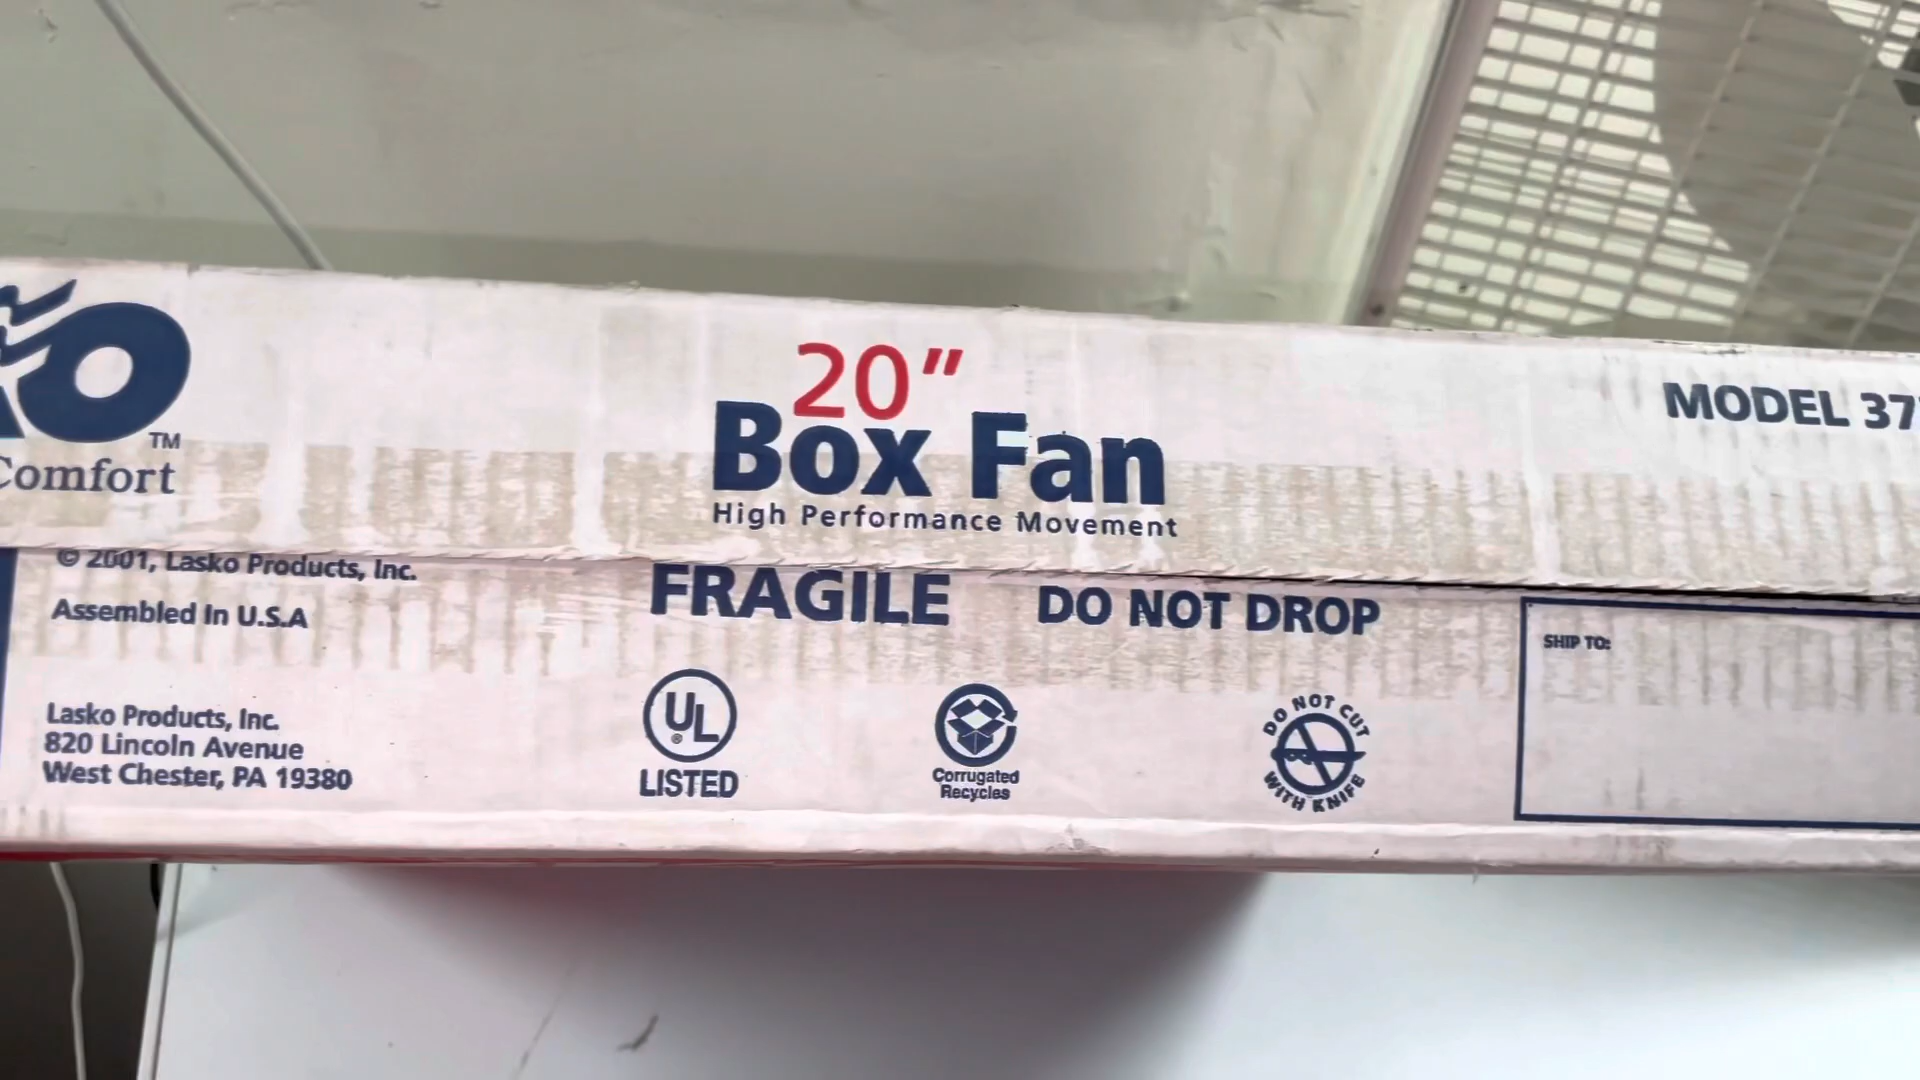 TM
Comfort
20"
Box Fan
High Performance Movement
MODEL 37
© 2001, Lasko Products, Inc.
Assembled In U.S.A
Lasko Products, Inc.
820 Lincoln Avenue
West Chester, PA 19380
FRAGILE DO NOT DROP
UL
®
LISTED
Corrugated
Recycles
DO NOT CUT
WITH KNIFE
SHIP TO: